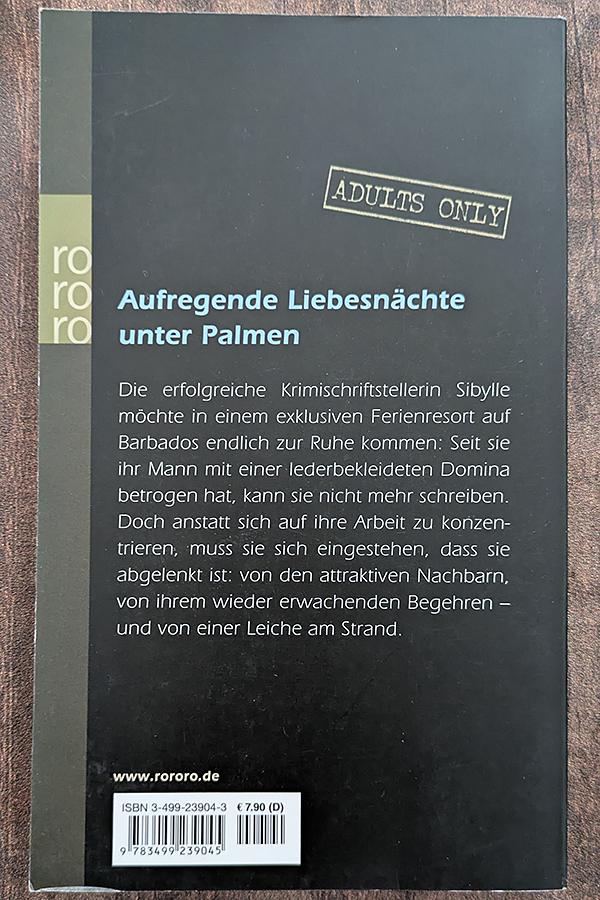 ADULTS ONLY
ro
ro
ro
Aufregende Liebesnächte
unter Palmen
Die erfolgreiche Krimischriftstellerin Sibylle
möchte in einem exklusiven Ferienresort auf
Barbados endlich zur Ruhe kommen: Seit sie
ihr Mann mit einer lederbekleideten Domina
betrogen hat, kann sie nicht mehr schreiben.
Doch anstatt sich auf ihre Arbeit zu konzen-
trieren, muss sie sich eingestehen, dass sie
abgelenkt ist: von den attraktiven Nachbarn,
von ihrem wieder erwachenden Begehren –
und von einer Leiche am Strand.
www.rororo.de
ISBN 3-499-23904-3 € 7.90 (D)
9 783499 239045